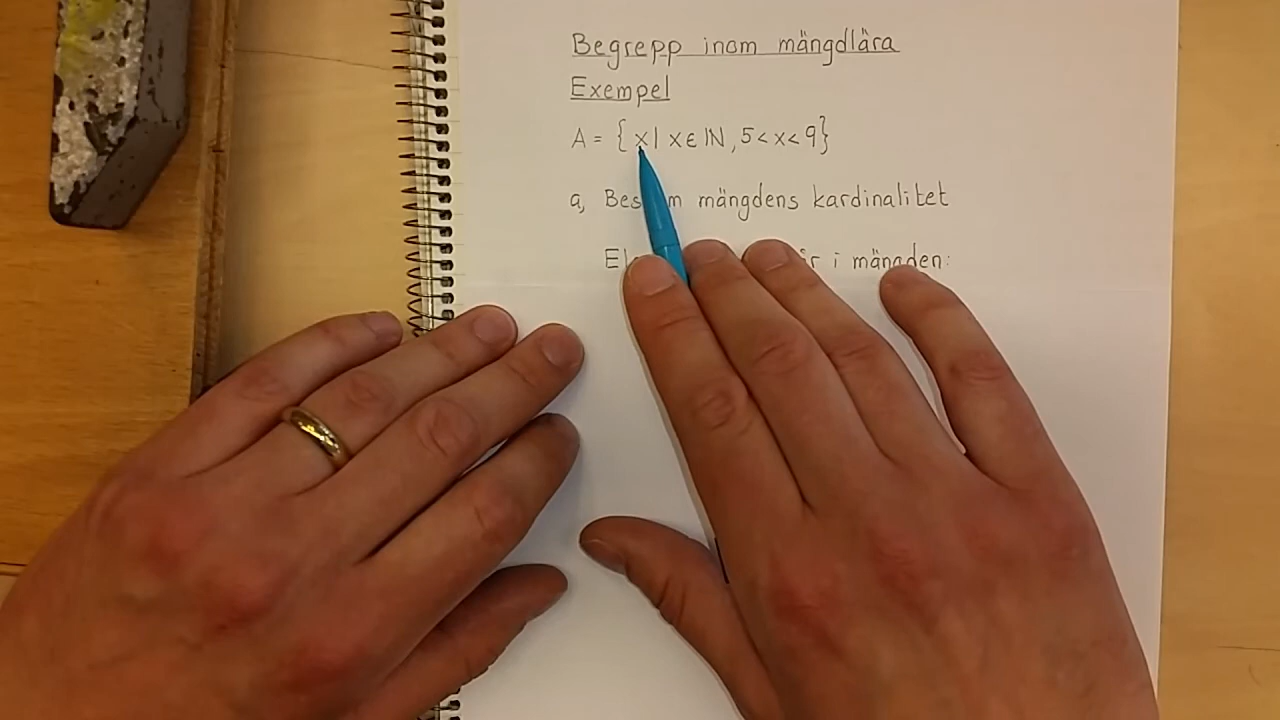 Begrepp inom mängdlära
Exempel
A = { x | x ∈ ℕ, 5 < x < 9}
a, mängdens kardinalitet
i mängden: